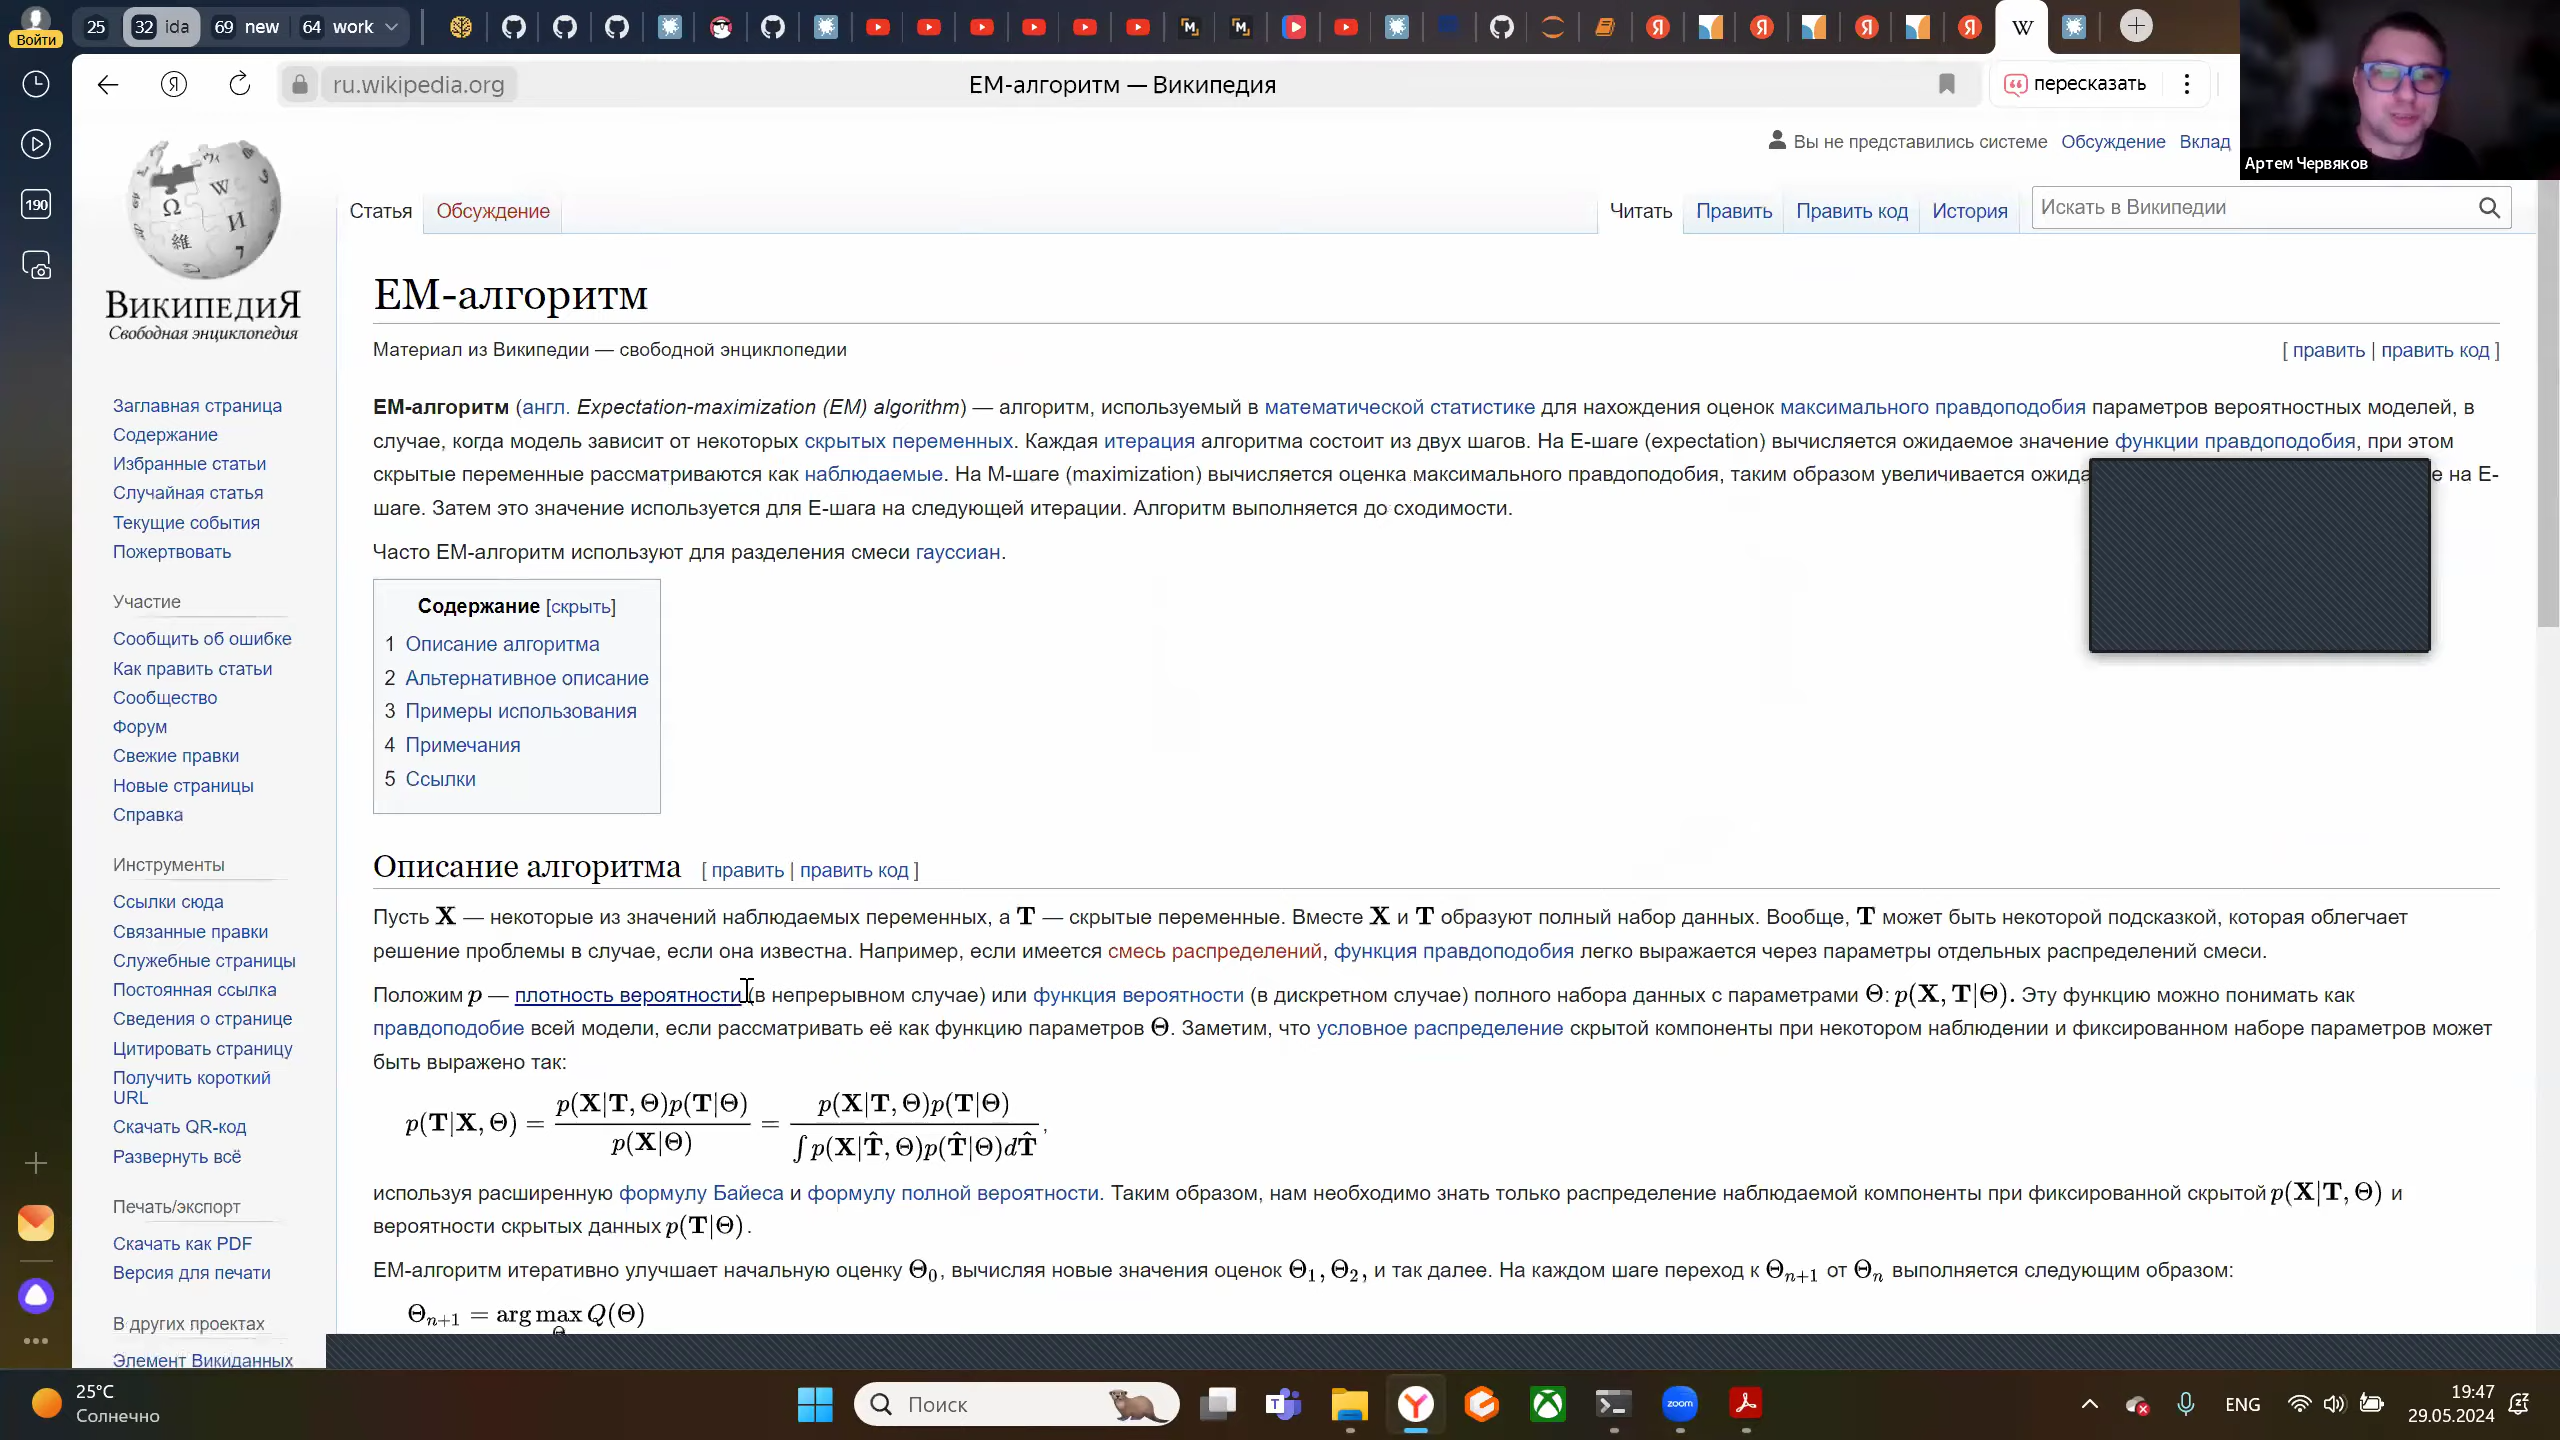 Войти
25
32 ida
69 new
64 work
190
ru.wikipedia.org
ЕМ-алгоритм — Википедия
пересказать
Артем Червяков
Вы не представились системе Обсуждение Вклад
Статья Обсуждение
Читать Править Править код История
Искать в Википедии
ВИКИПЕДИЯ
Свободная энциклопедия
Заглавная страница
Содержание
Избранные статьи
Случайная статья
Текущие события
Пожертвовать
Участие
Сообщить об ошибке
Как править статьи
Сообщество
Форум
Свежие правки
Новые страницы
Справка
Инструменты
Ссылки сюда
Связанные правки
Служебные страницы
Постоянная ссылка
Сведения о странице
Цитировать страницу
Получить короткий
URL
Скачать QR-код
Развернуть всё
Печать/экспорт
Скачать как PDF
Версия для печати
В других проектах
Элемент Викиданных
ЕМ-алгоритм
Материал из Википедии — свободной энциклопедии
[ править | править код ]
EM-алгоритм (англ. Expectation-maximization (EM) algorithm) — алгоритм, используемый в математической статистике для нахождения оценок максимального правдоподобия параметров вероятностных моделей, в
случае, когда модель зависит от некоторых скрытых переменных. Каждая итерация алгоритма состоит из двух шагов. На E-шаге (expectation) вычисляется ожидаемое значение функции правдоподобия, при этом
скрытые переменные рассматриваются как наблюдаемые. На M-шаге (maximization) вычисляется оценка максимального правдоподобия, таким образом увеличивается ожида е на E-
шаге. Затем это значение используется для E-шага на следующей итерации. Алгоритм выполняется до сходимости.
Часто EM-алгоритм используют для разделения смеси гауссиан.
Содержание [скрыть]
1 Описание алгоритма
2 Альтернативное описание
3 Примеры использования
4 Примечания
5 Ссылки
Описание алгоритма [ править | править код ]
Пусть X — некоторые из значений наблюдаемых переменных, а T — скрытые переменные. Вместе X и T образуют полный набор данных. Вообще, T может быть некоторой подсказкой, которая облегчает
решение проблемы в случае, если она известна. Например, если имеется смесь распределений, функция правдоподобия легко выражается через параметры отдельных распределений смеси.
Положим p — плотность вероятности (в непрерывном случае) или функция вероятности (в дискретном случае) полного набора данных с параметрами Θ: p(X, T|Θ). Эту функцию можно понимать как
правдоподобие всей модели, если рассматривать её как функцию параметров Θ. Заметим, что условное распределение скрытой компоненты при некотором наблюдении и фиксированном наборе параметров может
быть выражено так:
p(T|X, Θ) = p(X|T, Θ)p(T|Θ) / p(X|Θ) = p(X|T, Θ)p(T|Θ) / ∫ p(X|T̂, Θ)p(T̂|Θ)dT̂,
используя расширенную формулу Байеса и формулу полной вероятности. Таким образом, нам необходимо знать только распределение наблюдаемой компоненты при фиксированной скрытой p(X|T, Θ) и
вероятности скрытых данных p(T|Θ).
EM-алгоритм итеративно улучшает начальную оценку Θ₀, вычисляя новые значения оценок Θ₁, Θ₂, и так далее. На каждом шаге переход к Θₙ₊₁ от Θₙ выполняется следующим образом:
Θₙ₊₁ = arg max Q(Θ)
Θ
25°C
Солнечно
Поиск
zoom
ENG
19:47
29.05.2024